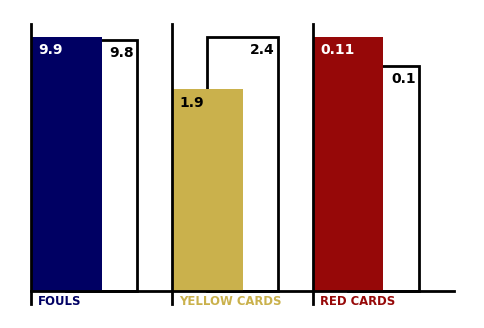 9.9
9.8
1.9
2.4
0.11
0.1
FOULS
YELLOW CARDS
RED CARDS